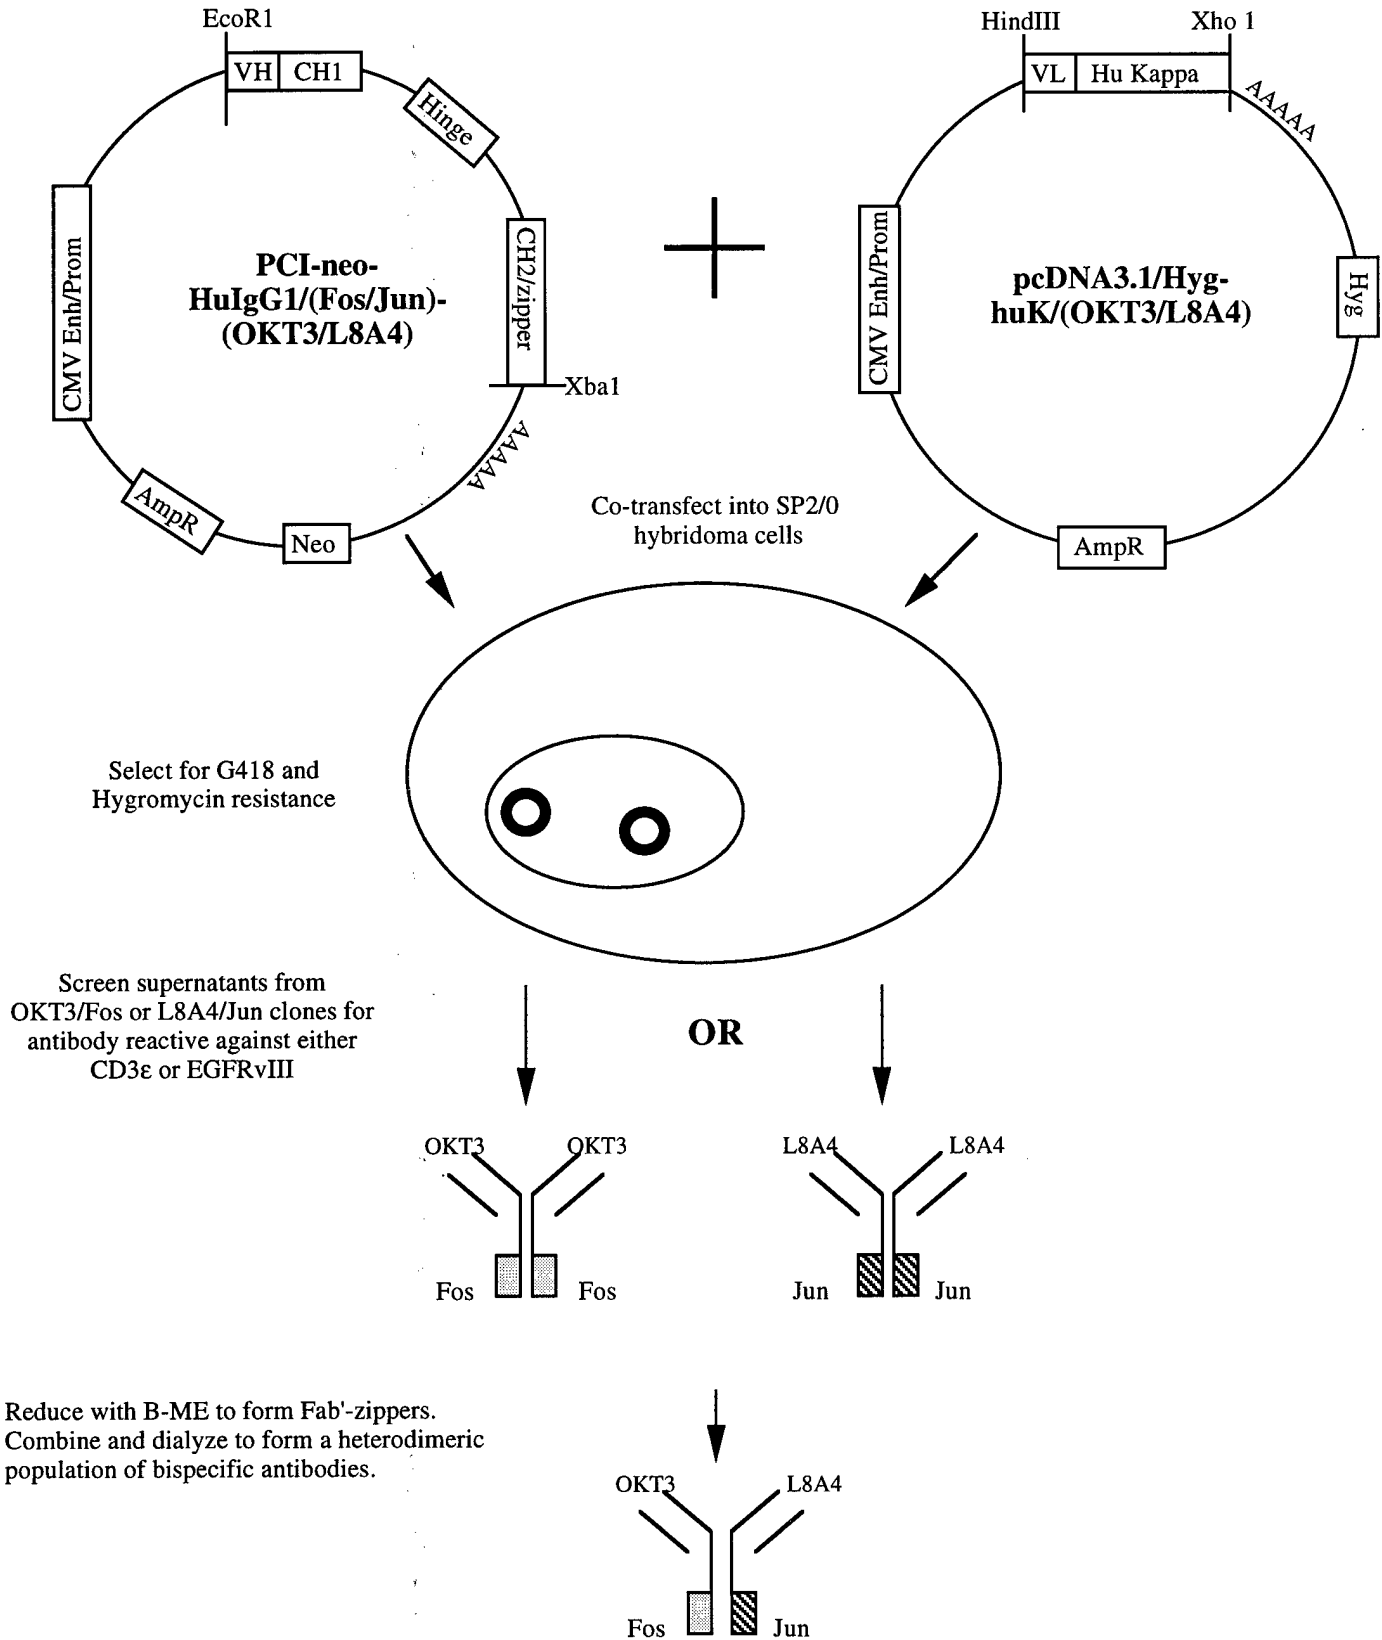 EcoR1
VH CH1
Hinge
CH2/zipper
Xba1
AAAAA
Neo
AmpR
CMV Enh/Prom
PCI-neo-
HuIgG1/(Fos/Jun)-
(OKT3/L8A4)
HindIII
Xho 1
VL Hu Kappa
AAAAA
Hyg
AmpR
CMV Enh/Prom
pcDNA3.1/Hyg-
huK/(OKT3/L8A4)
Co-transfect into SP2/0
hybridoma cells
Select for G418 and
Hygromycin resistance
Screen supernatants from
OKT3/Fos or L8A4/Jun clones for
antibody reactive against either
CD3ε or EGFRvIII
OR
OKT3 OKT3
Fos Fos
L8A4 L8A4
Jun Jun
Reduce with B-ME to form Fab'-zippers.
Combine and dialyze to form a heterodimeric
population of bispecific antibodies.
OKT3 L8A4
Fos Jun